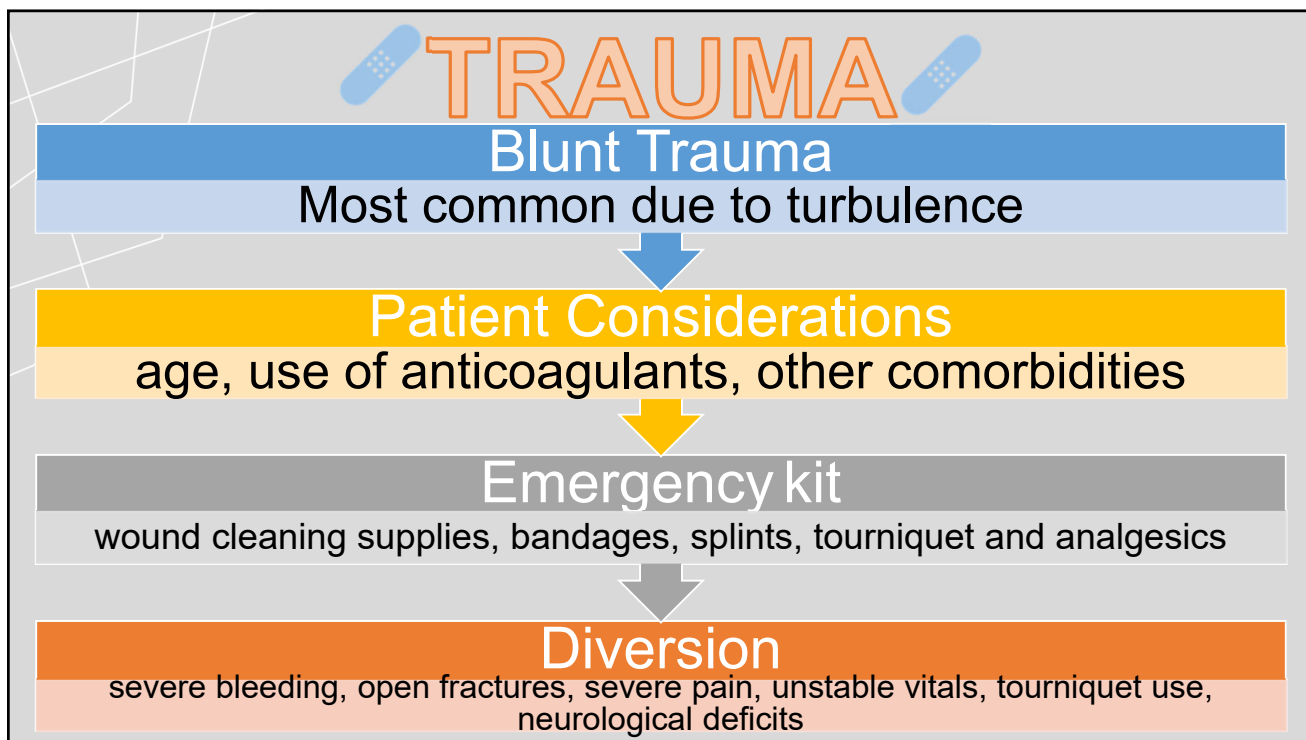 TRAUMA
Blunt Trauma
Most common due to turbulence
Patient Considerations
age, use of anticoagulants, other comorbidities
Emergency kit
wound cleaning supplies, bandages, splints, tourniquet and analgesics
Diversion
severe bleeding, open fractures, severe pain, unstable vitals, tourniquet use,
neurological deficits